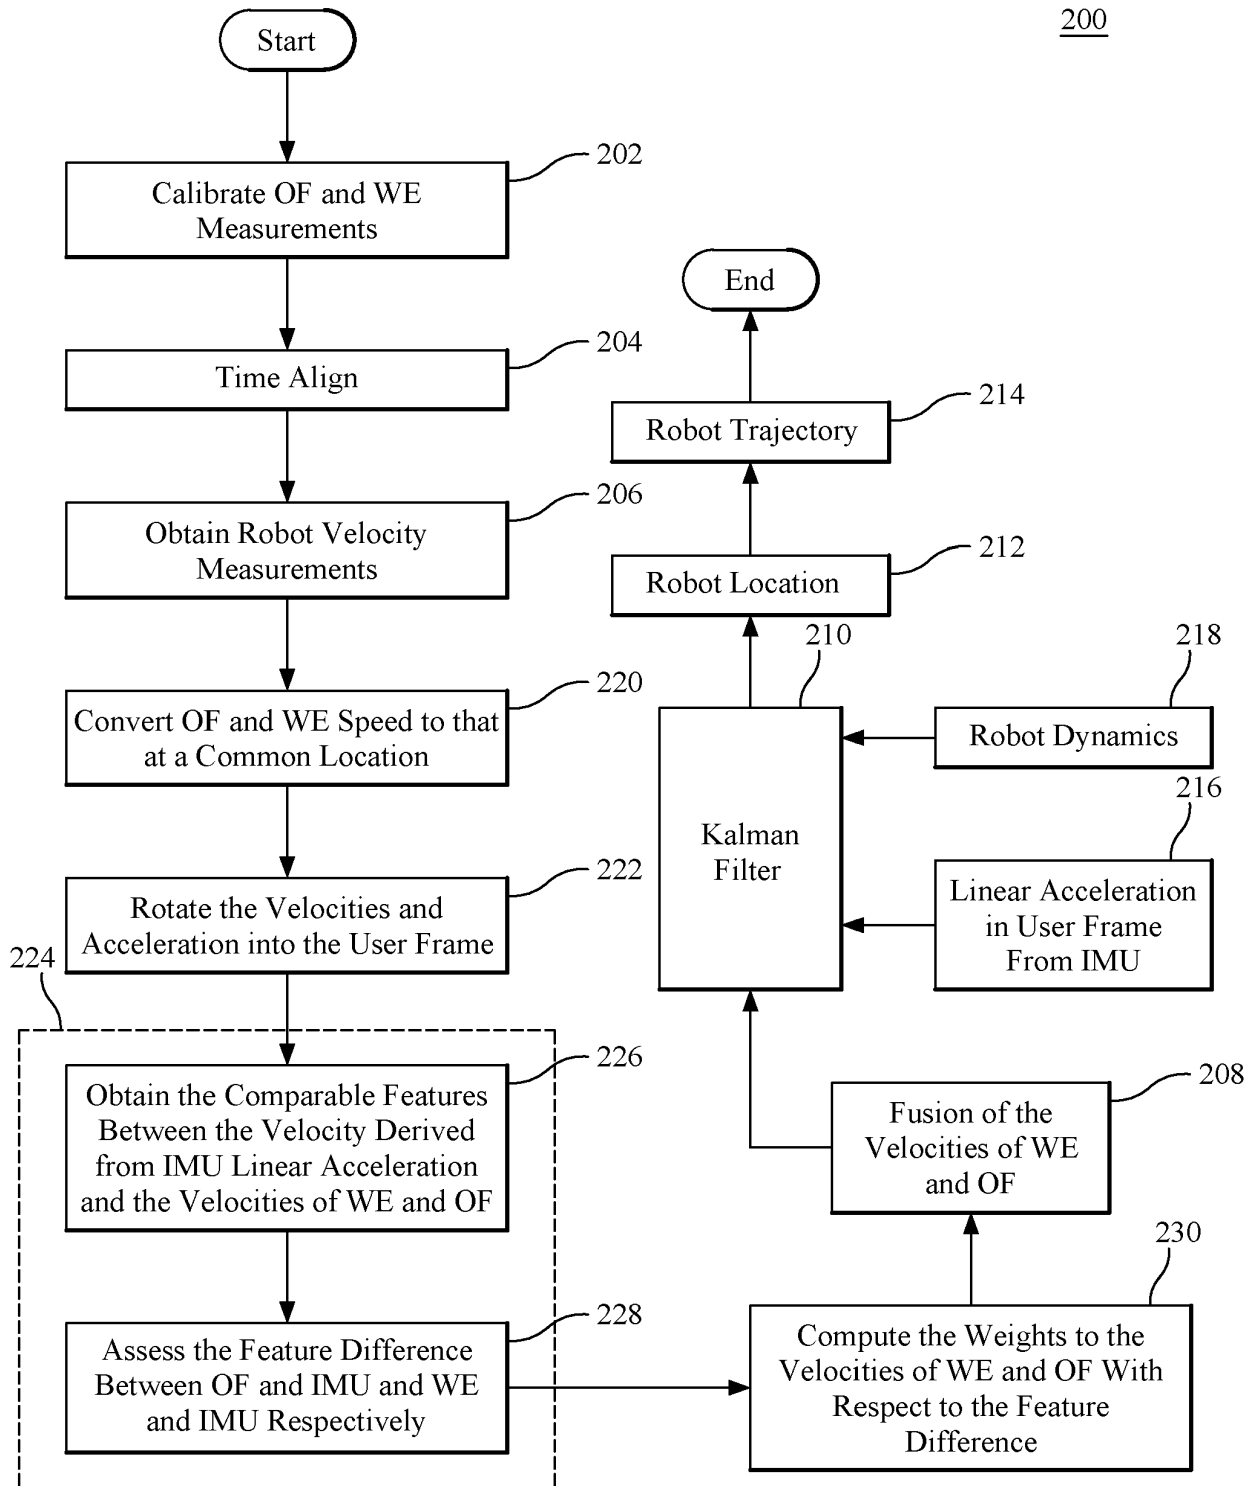 200
Start
202
Calibrate OF and WE
Measurements
204
Time Align
206
Obtain Robot Velocity
Measurements
220
Convert OF and WE Speed to that
at a Common Location
222
Rotate the Velocities and
Acceleration into the User Frame
224
226
Obtain the Comparable Features
Between the Velocity Derived
from IMU Linear Acceleration
and the Velocities of WE and OF
228
Assess the Feature Difference
Between OF and IMU and WE
and IMU Respectively
230
Compute the Weights to the
Velocities of WE and OF With
Respect to the Feature
Difference
208
Fusion of the
Velocities of WE
and OF
210
Kalman
Filter
218
Robot Dynamics
216
Linear Acceleration
in User Frame
From IMU
212
Robot Location
214
Robot Trajectory
End